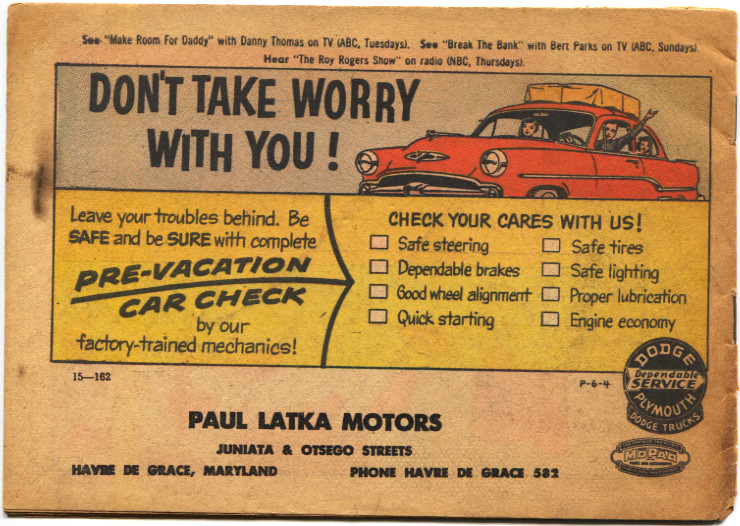 See "Make Room For Daddy" with Danny Thomas on TV (ABC, Tuesdays). See "Break The Bank" with Bert Parks on TV (ABC, Sundays).
Hear "The Roy Rogers Show" on radio (NBC, Thursdays).
DON'T TAKE WORRY
WITH YOU!
Leave your troubles behind. Be
SAFE and be SURE with complete
PRE-VACATION
CAR CHECK
by our
factory-trained mechanics!
CHECK YOUR CARES WITH US!
Safe steering
Dependable brakes
Good wheel alignment
Quick starting
Safe tires
Safe lighting
Proper lubrication
Engine economy
15—162
P-6-4
DODGE
Dependable
SERVICE
PLYMOUTH
DODGE TRUCKS
MOPAR
PAUL LATKA MOTORS
JUNIATA & OTSEGO STREETS
HAVRE DE GRACE, MARYLAND PHONE HAVRE DE GRACE 582